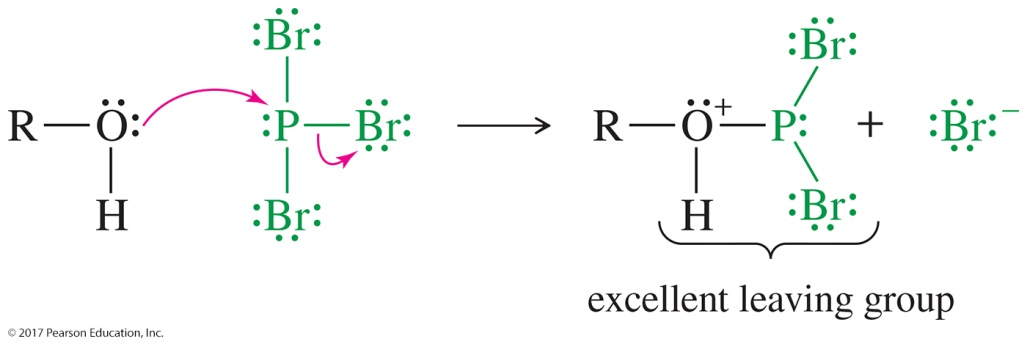 :Br: :Br:
R—O: :P—Br: → R—O⁺—P: + :Br:⁻
H :Br: H :Br:
excellent leaving group
© 2017 Pearson Education, Inc.